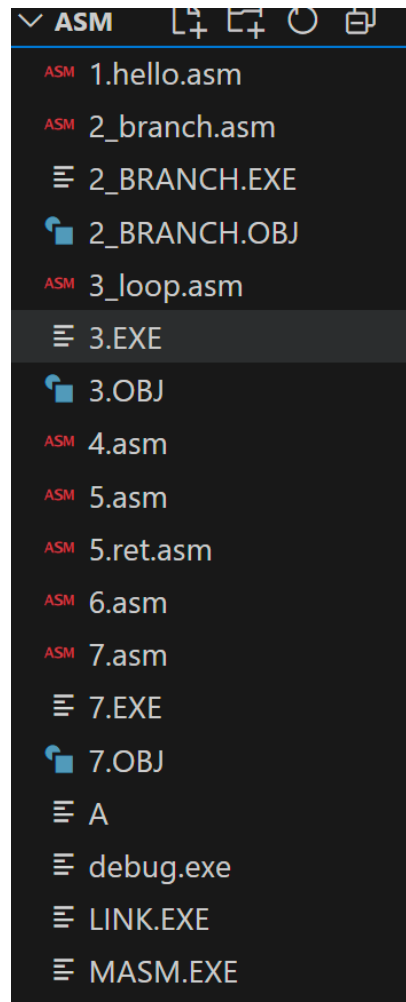 ASM
ASM 1.hello.asm
ASM 2_branch.asm
2_BRANCH.EXE
2_BRANCH.OBJ
ASM 3_loop.asm
3.EXE
3.OBJ
ASM 4.asm
ASM 5.asm
ASM 5.ret.asm
ASM 6.asm
ASM 7.asm
7.EXE
7.OBJ
A
debug.exe
LINK.EXE
MASM.EXE